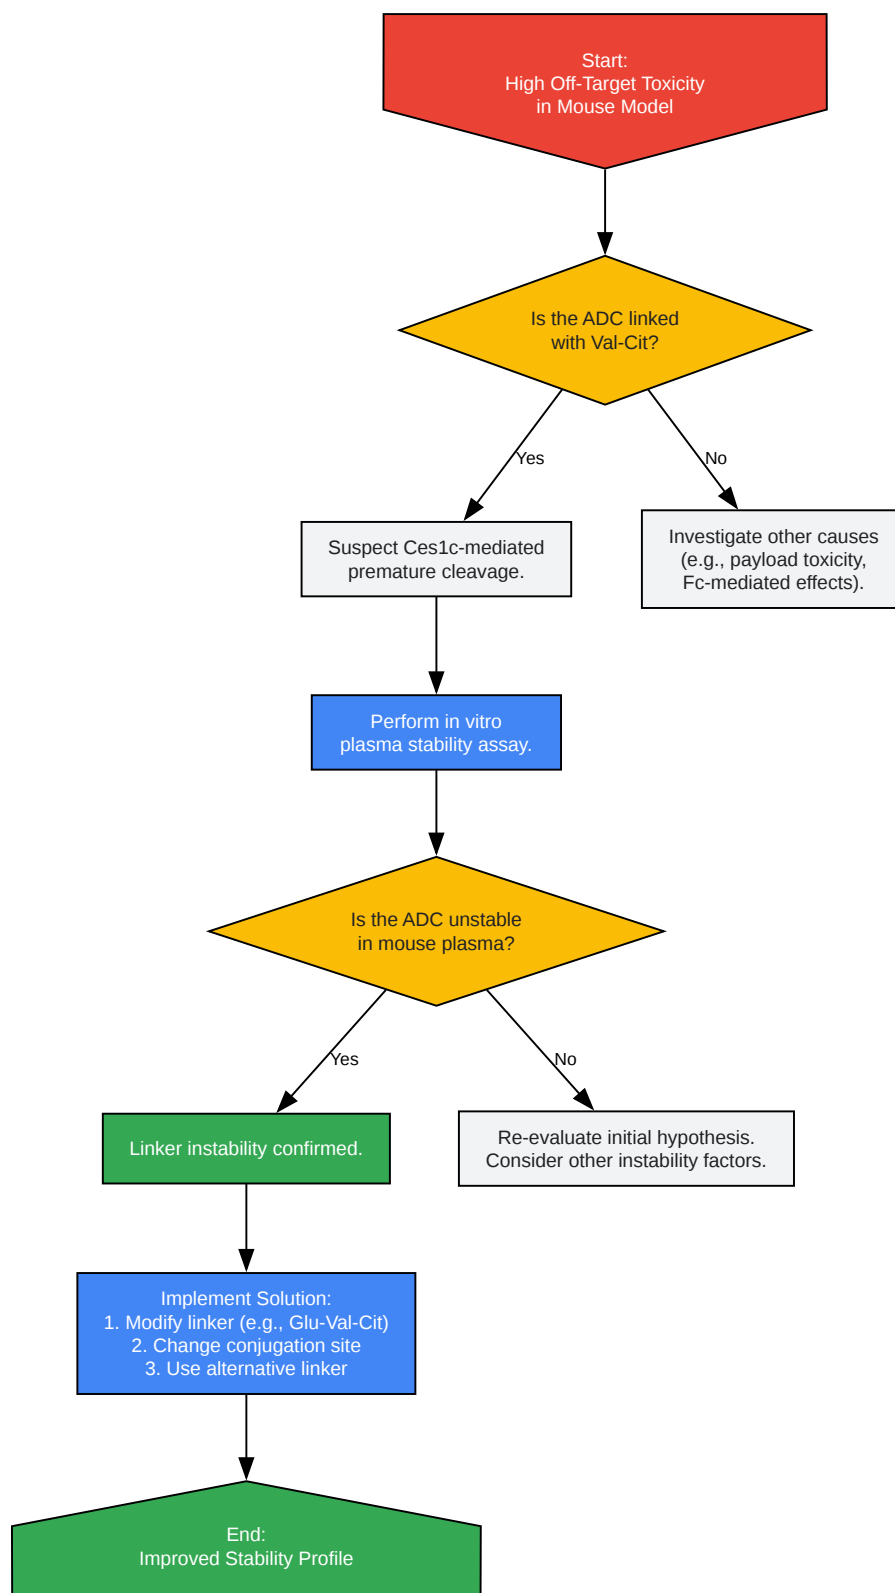 Start:
High Off-Target Toxicity
in Mouse Model
Is the ADC linked
with Val-Cit?
Yes
No
Suspect Ces1c-mediated
premature cleavage.
Investigate other causes
(e.g., payload toxicity,
Fc-mediated effects).
Perform in vitro
plasma stability assay.
Is the ADC unstable
in mouse plasma?
Yes
No
Linker instability confirmed.
Re-evaluate initial hypothesis.
Consider other instability factors.
Implement Solution:
1. Modify linker (e.g., Glu-Val-Cit)
2. Change conjugation site
3. Use alternative linker
End:
Improved Stability Profile